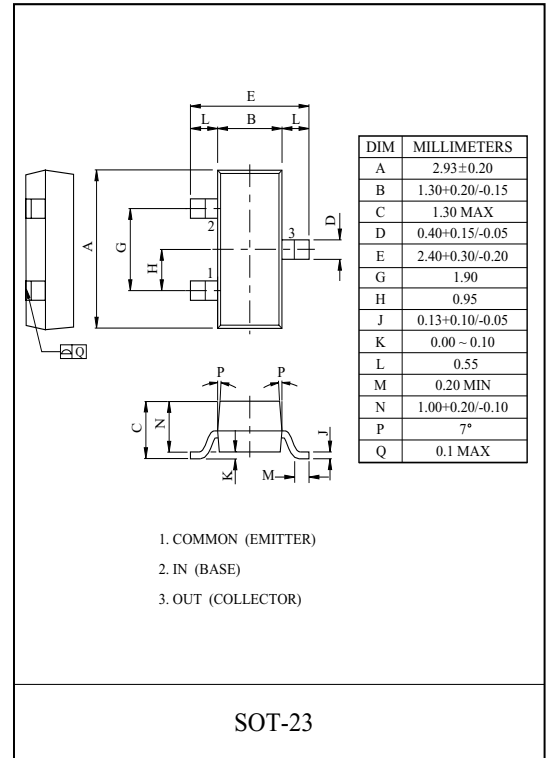 E
L B L
A
G
H
D
2
3
1
Q
DIM MILLIMETERS
A 2.93±0.20
B 1.30+0.20/-0.15
C 1.30 MAX
D 0.40+0.15/-0.05
E 2.40+0.30/-0.20
G 1.90
H 0.95
J 0.13+0.10/-0.05
K 0.00 ~ 0.10
L 0.55
M 0.20 MIN
N 1.00+0.20/-0.10
P 7°
Q 0.1 MAX
P P
C
N
K
M
J
1. COMMON (EMITTER)
2. IN (BASE)
3. OUT (COLLECTOR)
SOT-23